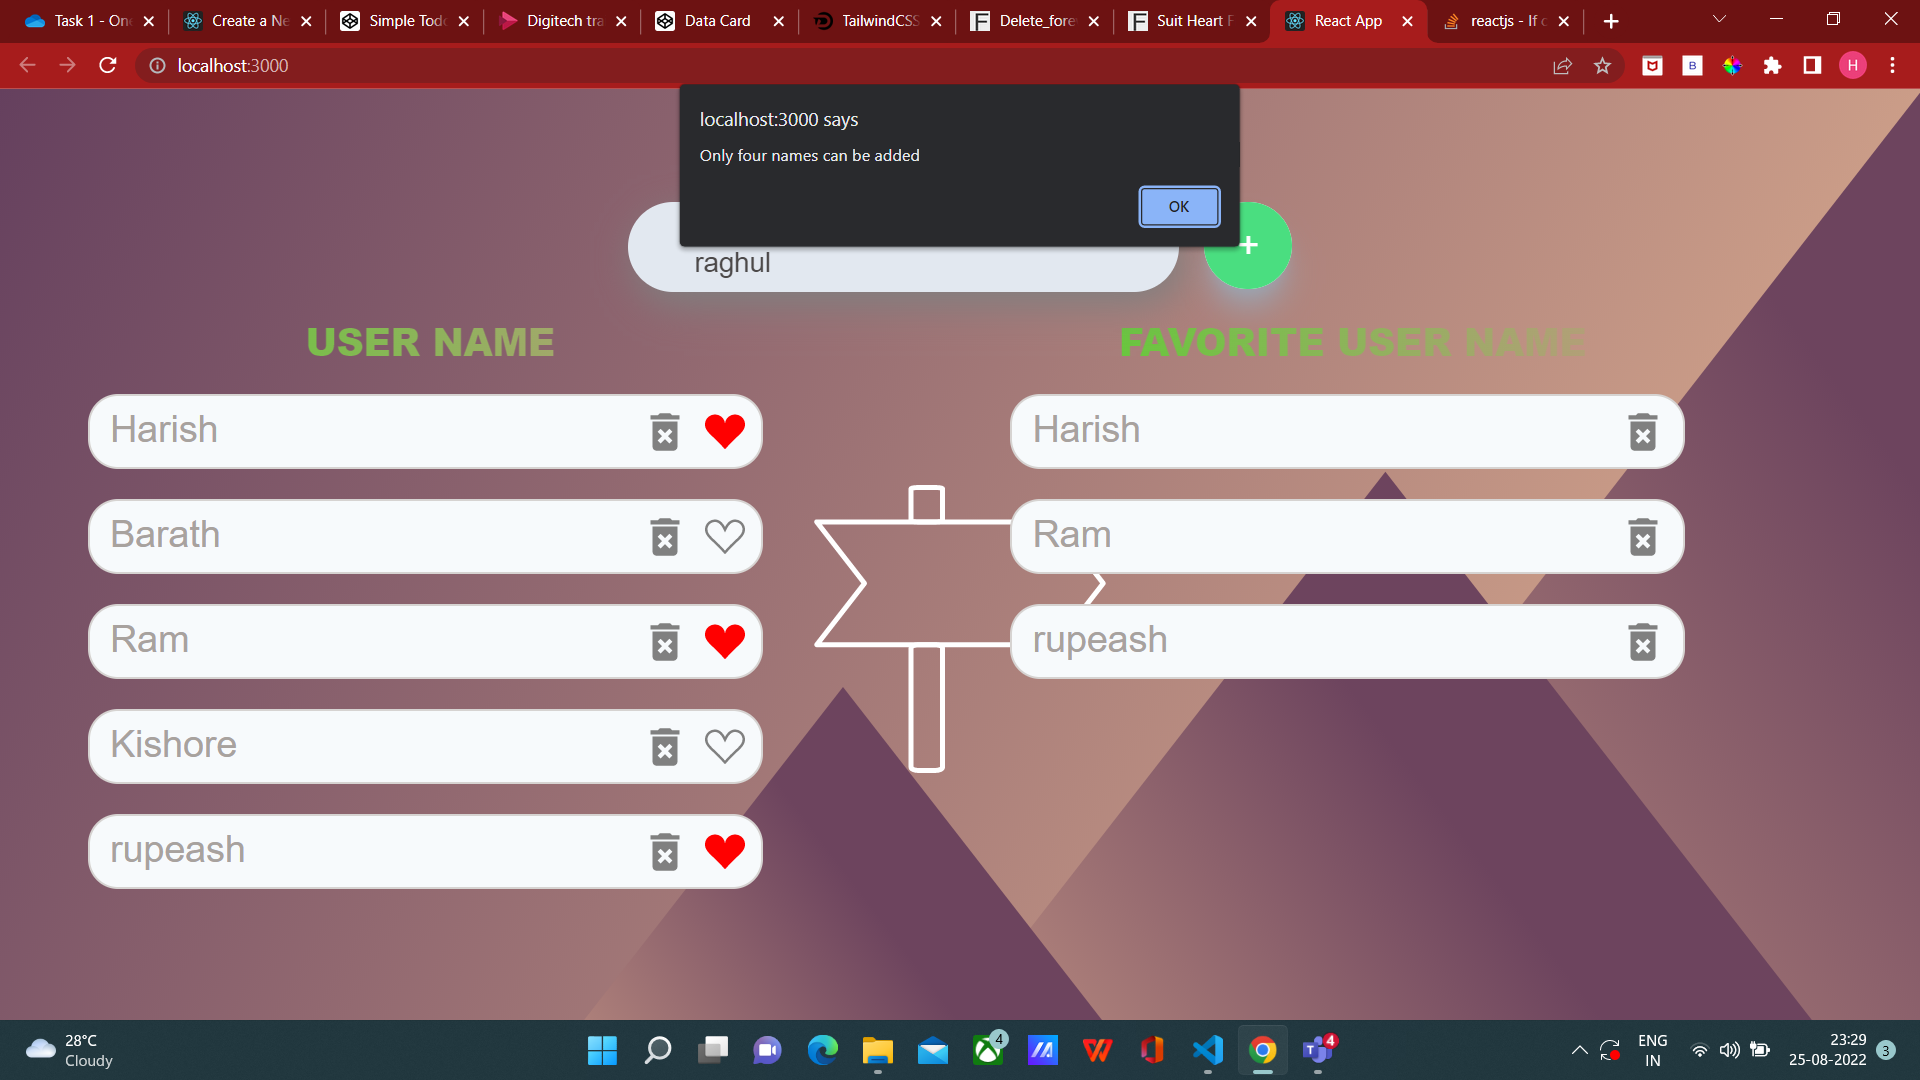 Task 1 - One
Create a Ne
Simple Todo
Digitech tra
Data Card
TailwindCSS
Delete_fore
Suit Heart F
React App
reactjs - If c
localhost:3000
B
H
localhost:3000 says
Only four names can be added
OK
raghul
+
USER NAME
FAVORITE USER NAME
Harish
Barath
Ram
Kishore
rupeash
Harish
Ram
rupeash
28°C
Cloudy
4
4
ENG
IN
23:29
25-08-2022
3